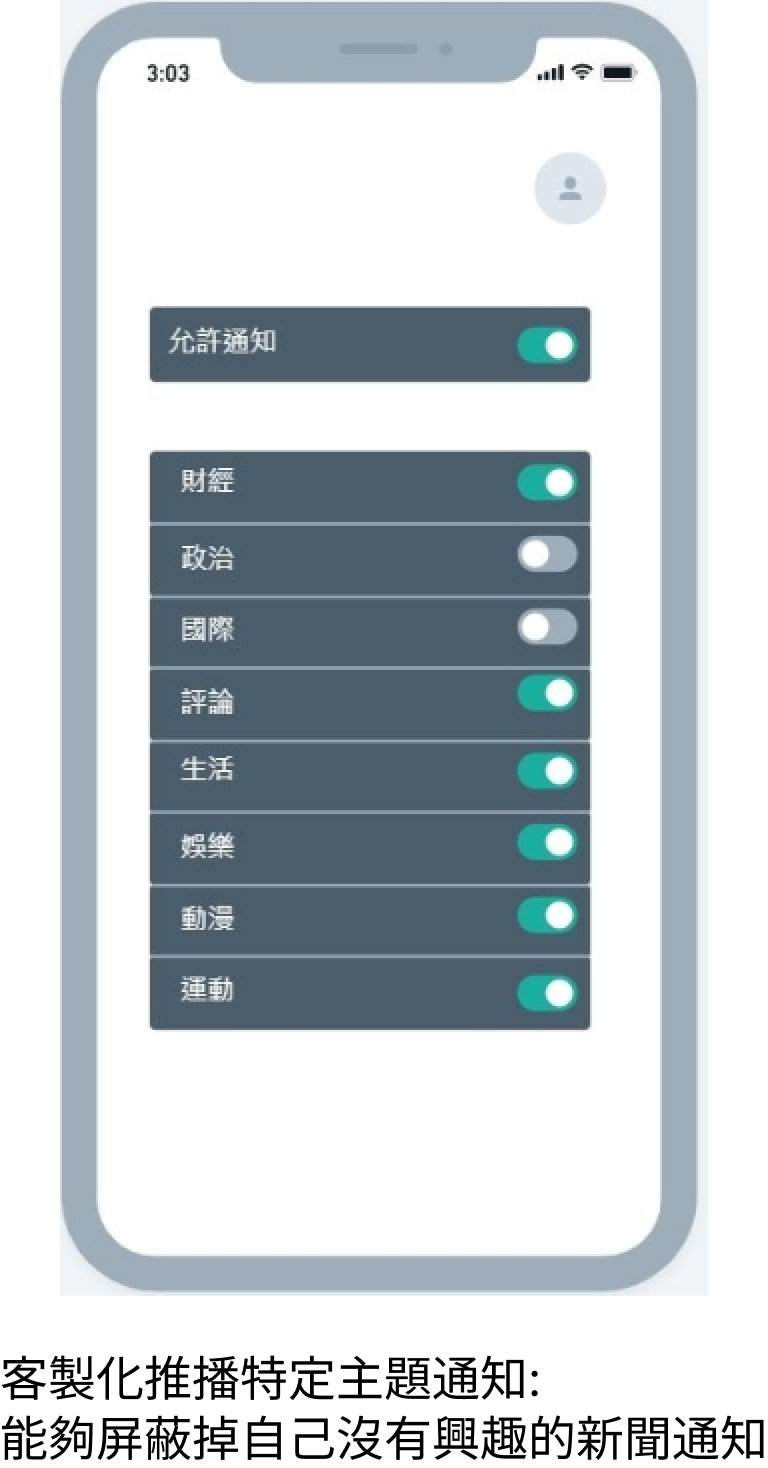 3:03
允許通知
財經
政治
國際
評論
生活
娛樂
動漫
運動
客製化推播特定主題通知:
能夠屏蔽掉自己沒有興趣的新聞通知